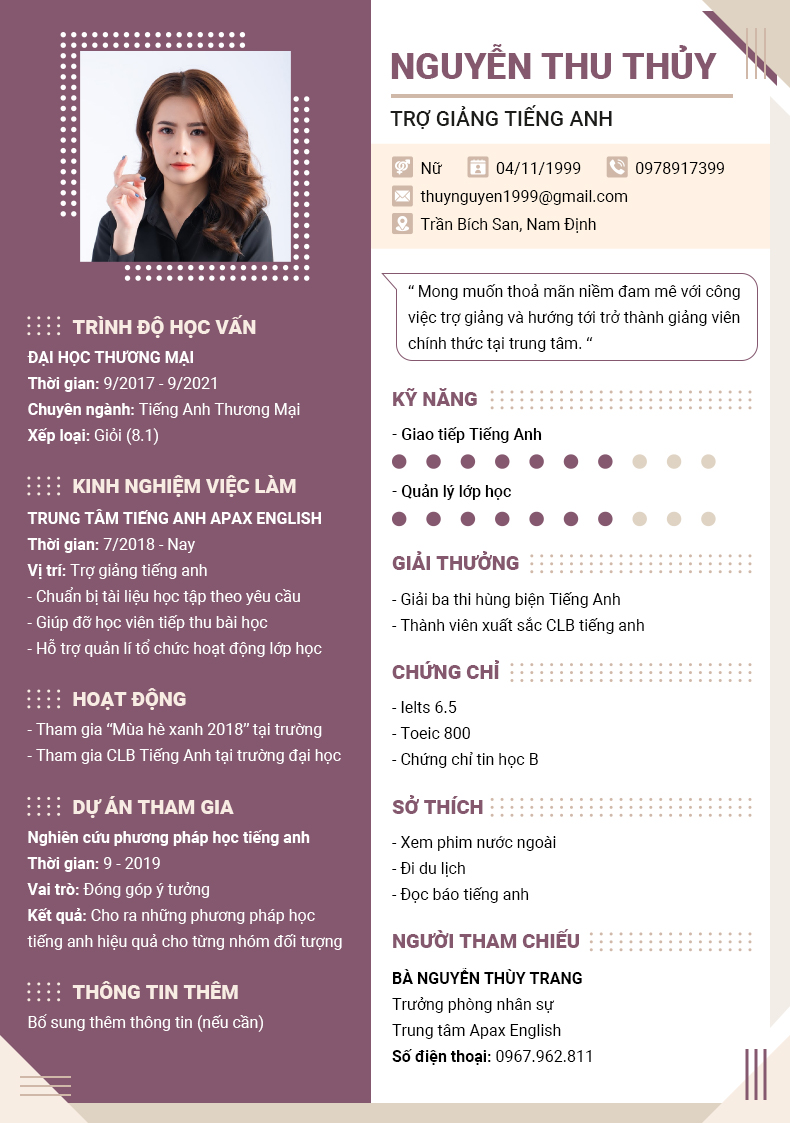 TRÌNH ĐỘ HỌC VẤN
ĐẠI HỌC THƯƠNG MẠI
Thời gian: 9/2017 - 9/2021
Chuyên ngành: Tiếng Anh Thương Mại
Xếp loại: Giỏi (8.1)
KINH NGHIỆM VIỆC LÀM
TRUNG TÂM TIẾNG ANH APAX ENGLISH
Thời gian: 7/2018 - Nay
Vị trí: Trợ giảng tiếng anh
- Chuẩn bị tài liệu học tập theo yêu cầu
- Giúp đỡ học viên tiếp thu bài học
- Hỗ trợ quản lí tổ chức hoạt động lớp học
HOẠT ĐỘNG
- Tham gia “Mùa hè xanh 2018” tại trường
- Tham gia CLB Tiếng Anh tại trường đại học
DỰ ÁN THAM GIA
Nghiên cứu phương pháp học tiếng anh
Thời gian: 9 - 2019
Vai trò: Đóng góp ý tưởng
Kết quả: Cho ra những phương pháp học
tiếng anh hiệu quả cho từng nhóm đối tượng
THÔNG TIN THÊM
Bổ sung thêm thông tin (nếu cần)
NGUYỄN THU THỦY
TRỢ GIẢNG TIẾNG ANH
Nữ 04/11/1999 0978917399
thuynguyen1999@gmail.com
Trần Bích San, Nam Định
“ Mong muốn thoả mãn niềm đam mê với công
việc trợ giảng và hướng tới trở thành giảng viên
chính thức tại trung tâm. “
KỸ NĂNG
- Giao tiếp Tiếng Anh
- Quản lý lớp học
GIẢI THƯỞNG
- Giải ba thi hùng biện Tiếng Anh
- Thành viên xuất sắc CLB tiếng anh
CHỨNG CHỈ
- Ielts 6.5
- Toeic 800
- Chứng chỉ tin học B
SỞ THÍCH
- Xem phim nước ngoài
- Đi du lịch
- Đọc báo tiếng anh
NGƯỜI THAM CHIẾU
BÀ NGUYỄN THÙY TRANG
Trưởng phòng nhân sự
Trung tâm Apax English
Số điện thoại: 0967.962.811